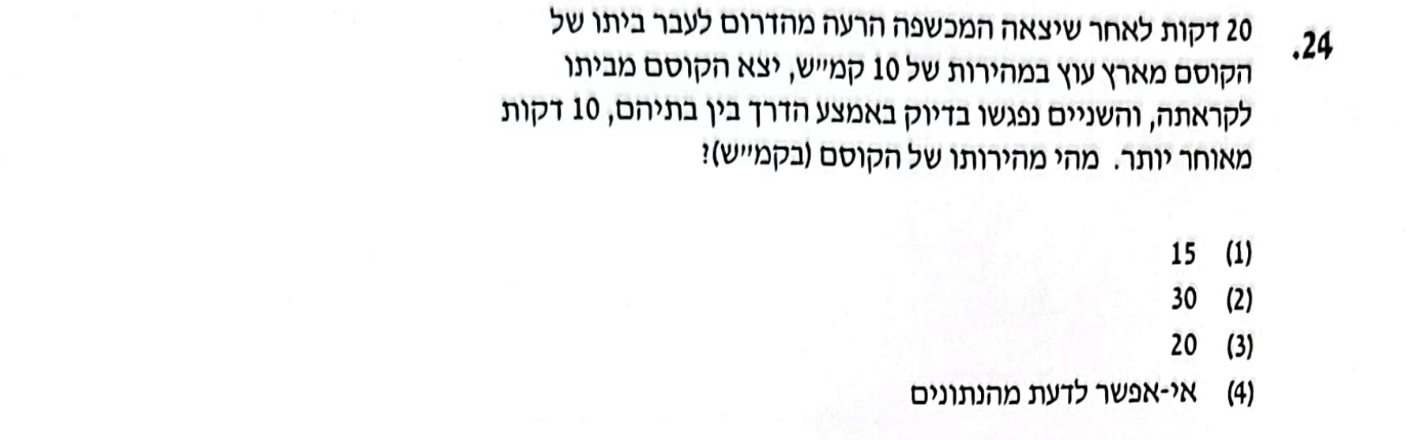 24. 20 דקות לאחר שיצאה המכשפה הרעה מהדרום לעבר ביתו של
הקוסם מארץ עוץ במהירות של 10 קמ״ש, יצא הקוסם מביתו
לקראתה, והשניים נפגשו בדיוק באמצע הדרך בין בתיהם, 10 דקות
מאוחר יותר. מהי מהירותו של הקוסם (בקמ״ש)?
(1) 15
(2) 30
(3) 20
(4) אי-אפשר לדעת מהנתונים